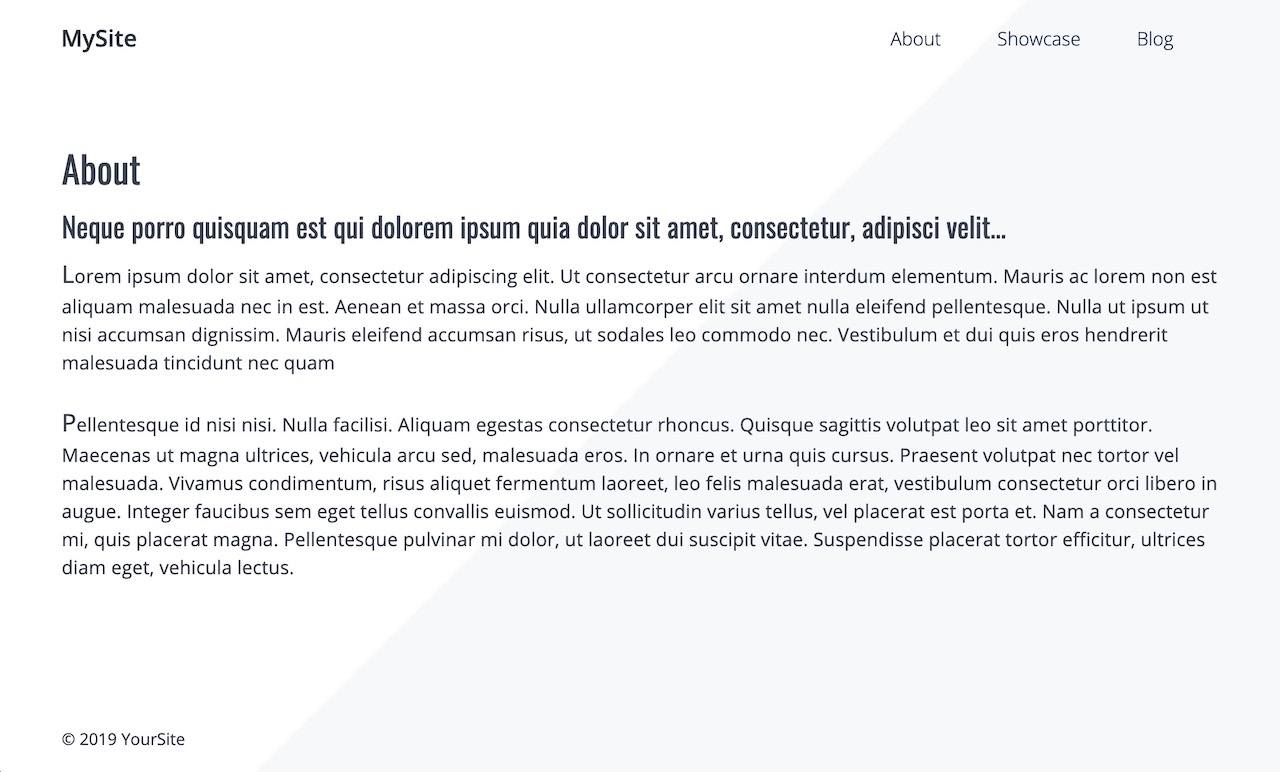 MySite
About Showcase Blog
About
Neque porro quisquam est qui dolorem ipsum quia dolor sit amet, consectetur, adipisci velit...
Lorem ipsum dolor sit amet, consectetur adipiscing elit. Ut consectetur arcu ornare interdum elementum. Mauris ac lorem non est
aliquam malesuada nec in est. Aenean et massa orci. Nulla ullamcorper elit sit amet nulla eleifend pellentesque. Nulla ut ipsum ut
nisi accumsan dignissim. Mauris eleifend accumsan risus, ut sodales leo commodo nec. Vestibulum et dui quis eros hendrerit
malesuada tincidunt nec quam
Pellentesque id nisi nisi. Nulla facilisi. Aliquam egestas consectetur rhoncus. Quisque sagittis volutpat leo sit amet porttitor.
Maecenas ut magna ultrices, vehicula arcu sed, malesuada eros. In ornare et urna quis cursus. Praesent volutpat nec tortor vel
malesuada. Vivamus condimentum, risus aliquet fermentum laoreet, leo felis malesuada erat, vestibulum consectetur orci libero in
augue. Integer faucibus sem eget tellus convallis euismod. Ut sollicitudin varius tellus, vel placerat est porta et. Nam a consectetur
mi, quis placerat magna. Pellentesque pulvinar mi dolor, ut laoreet dui suscipit vitae. Suspendisse placerat tortor efficitur, ultrices
diam eget, vehicula lectus.
© 2019 YourSite